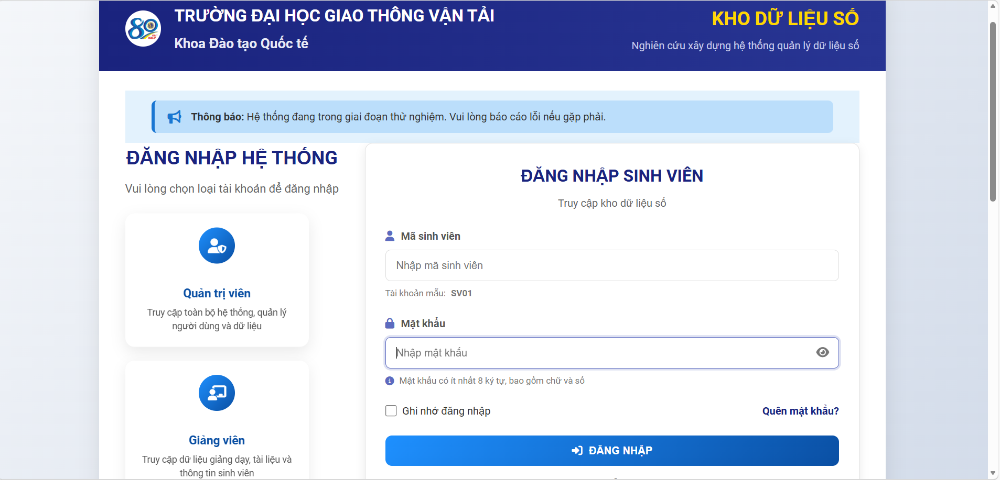 80
TRƯỜNG ĐẠI HỌC GIAO THÔNG VẬN TẢI
Khoa Đào tạo Quốc tế
KHO DỮ LIỆU SỐ
Nghiên cứu xây dựng hệ thống quản lý dữ liệu số
Thông báo: Hệ thống đang trong giai đoạn thử nghiệm. Vui lòng báo cáo lỗi nếu gặp phải.
ĐĂNG NHẬP HỆ THỐNG
Vui lòng chọn loại tài khoản để đăng nhập
Quản trị viên
Truy cập toàn bộ hệ thống, quản lý
người dùng và dữ liệu
Giảng viên
Truy cập dữ liệu giảng dạy, tài liệu và
thông tin sinh viên
ĐĂNG NHẬP SINH VIÊN
Truy cập kho dữ liệu số
Mã sinh viên
Nhập mã sinh viên
Tài khoản mẫu: SV01
Mật khẩu
Nhập mật khẩu
Mật khẩu có ít nhất 8 ký tự, bao gồm chữ và số
Ghi nhớ đăng nhập
Quên mật khẩu?
ĐĂNG NHẬP